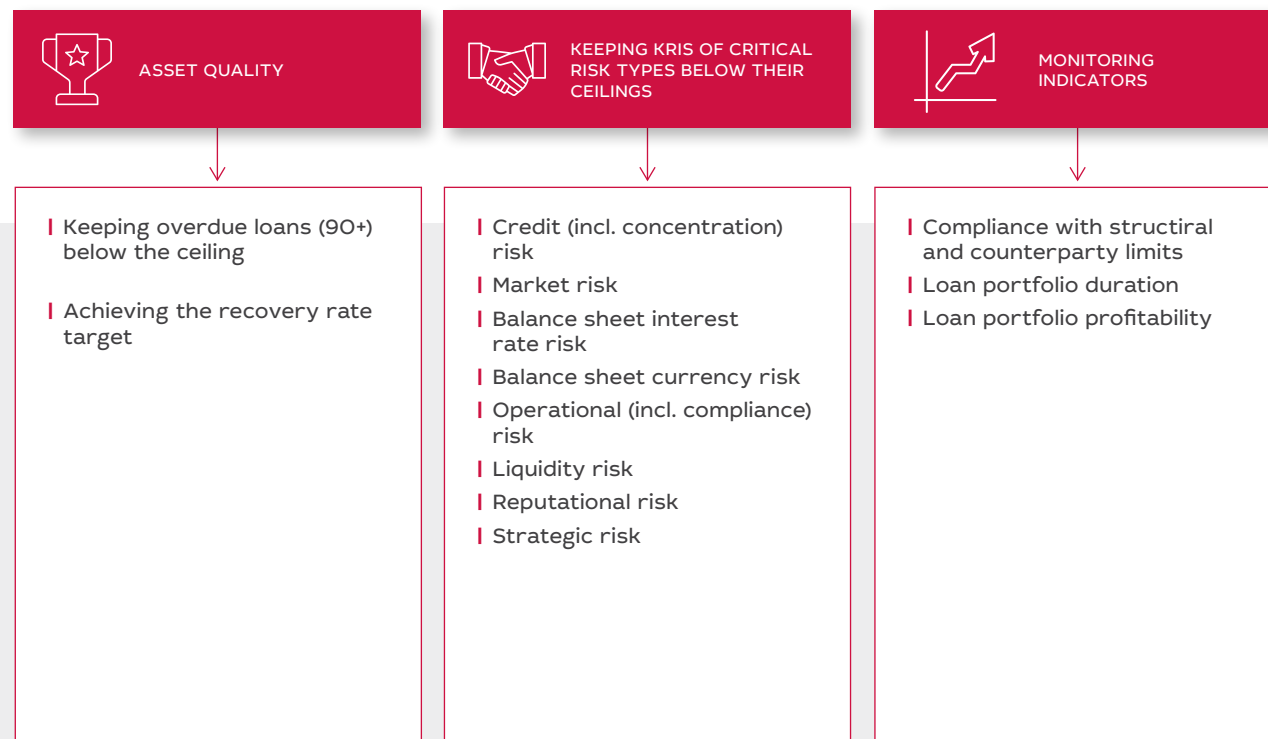 ASSET QUALITY
Keeping overdue loans (90+)
below the ceiling
Achieving the recovery rate
target
KEEPING KRIS OF CRITICAL
RISK TYPES BELOW THEIR
CEILINGS
Credit (incl. concentration)
risk
Market risk
Balance sheet interest
rate risk
Balance sheet currency risk
Operational (incl. compliance)
risk
Liquidity risk
Reputational risk
Strategic risk
MONITORING
INDICATORS
Compliance with structiral
and counterparty limits
Loan portfolio duration
Loan portfolio profitability